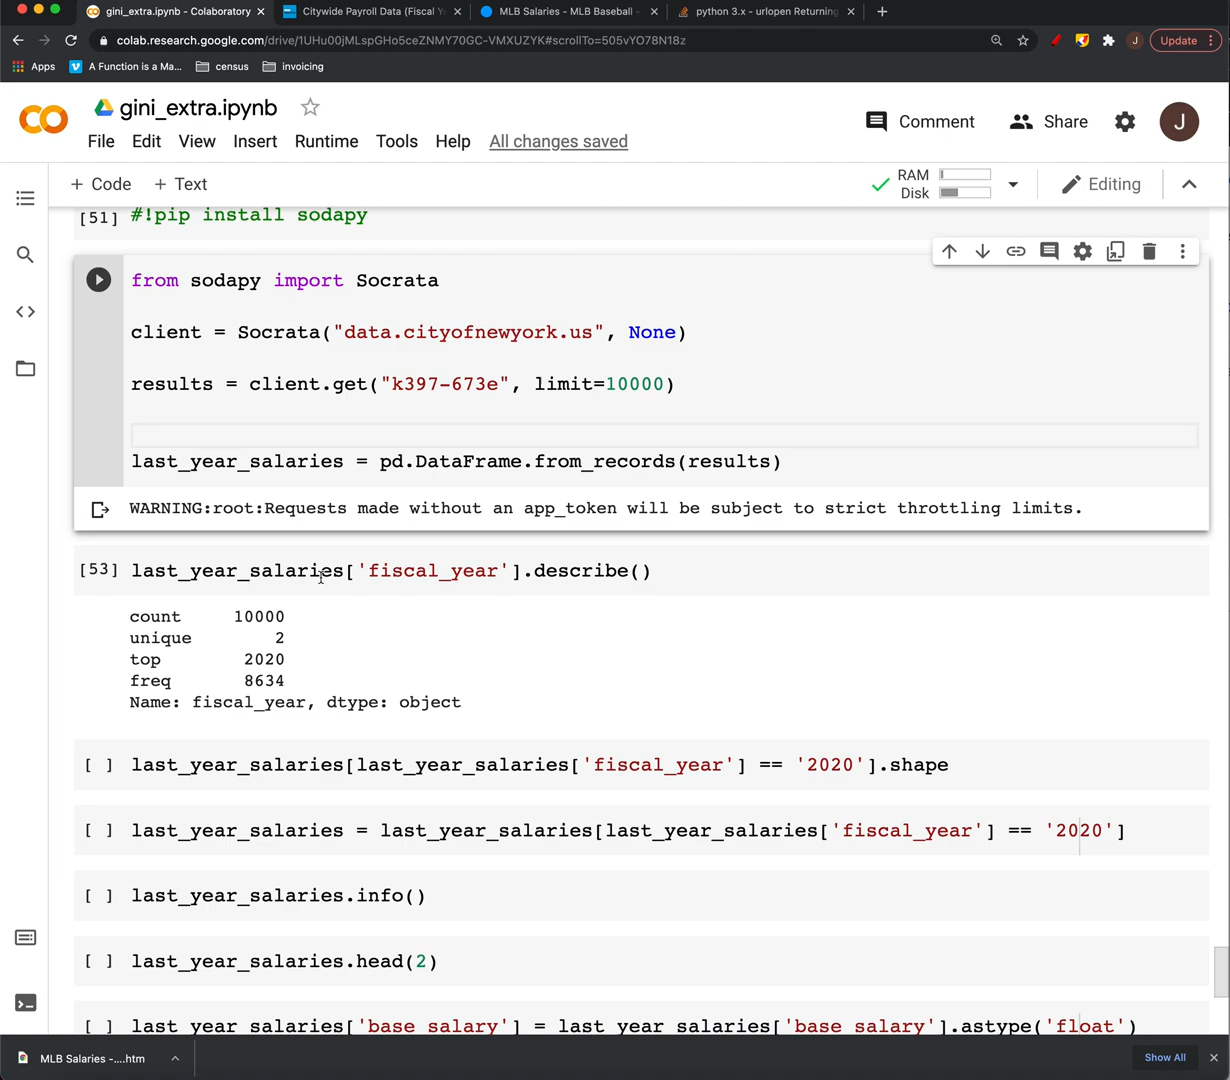 gini_extra.ipynb - Colaboratory
Citywide Payroll Data (Fiscal Y
MLB Salaries - MLB Baseball -
python 3.x - urlopen Returning
colab.research.google.com/drive/1UHu00jMLspGHo5ceZNMY70GC-VMXUZYK#scrollTo=505vYO78N18z
J
Update
Apps
A Function is a Ma...
census
invoicing
gini_extra.ipynb
Comment
Share
J
File Edit View Insert Runtime Tools Help All changes saved
+ Code + Text
RAM
Disk
Editing
[51] #!pip install sodapy
from sodapy import Socrata
client = Socrata("data.cityofnewyork.us", None)
results = client.get("k397-673e", limit=10000)
last_year_salaries = pd.DataFrame.from_records(results)
WARNING:root:Requests made without an app_token will be subject to strict throttling limits.
[53] last_year_salaries['fiscal_year'].describe()
count 10000
unique 2
top 2020
freq 8634
Name: fiscal_year, dtype: object
[ ] last_year_salaries[last_year_salaries['fiscal_year'] == '2020'].shape
[ ] last_year_salaries = last_year_salaries[last_year_salaries['fiscal_year'] == '2020']
[ ] last_year_salaries.info()
[ ] last_year_salaries.head(2)
[ ] last_year_salaries['base_salary'] = last_year_salaries['base_salary'].astype('float')
MLB Salaries -....htm
Show All